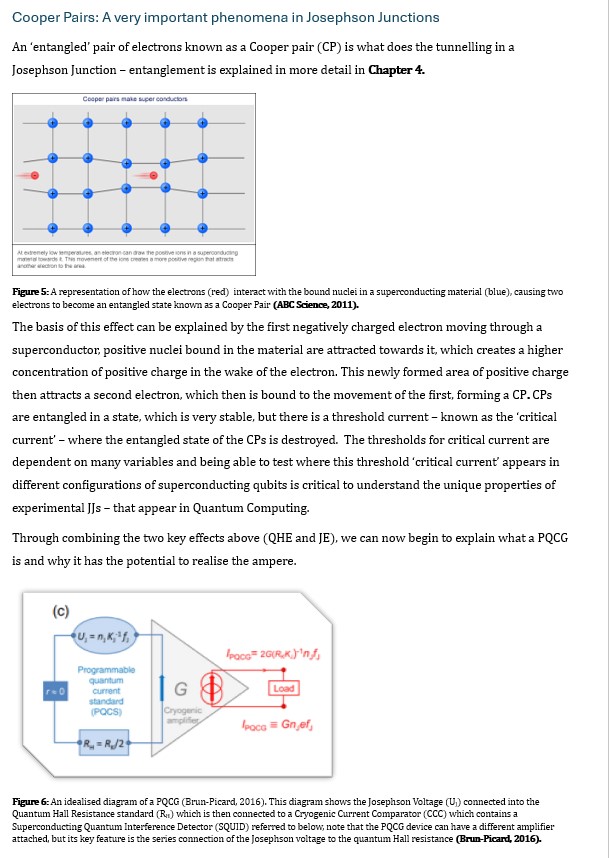 Cooper Pairs: A very important phenomena in Josephson Junctions
An ‘entangled’ pair of electrons known as a Cooper pair (CP) is what does the tunnelling in a
Josephson Junction – entanglement is explained in more detail in Chapter 4.
Cooper pairs make super conductors
At extremely low temperatures, an electron can draw the positive ions in a superconducting
material towards it. This movement of the ions creates a more positive region that attracts
another electron to the area.
Figure 5: A representation of how the electrons (red) interact with the bound nuclei in a superconducting material (blue), causing two
electrons to become an entangled state known as a Cooper Pair (ABC Science, 2011).
The basis of this effect can be explained by the first negatively charged electron moving through a
superconductor, positive nuclei bound in the material are attracted towards it, which creates a higher
concentration of positive charge in the wake of the electron. This newly formed area of positive charge
then attracts a second electron, which then is bound to the movement of the first, forming a CP. CPs
are entangled in a state, which is very stable, but there is a threshold current – known as the ‘critical
current’ – where the entangled state of the CPs is destroyed. The thresholds for critical current are
dependent on many variables and being able to test where this threshold ‘critical current’ appears in
different configurations of superconducting qubits is critical to understand the unique properties of
experimental JJs – that appear in Quantum Computing.
Through combining the two key effects above (QHE and JE), we can now begin to explain what a PQCG
is and why it has the potential to realise the ampere.
(c)
U_J = n_J K_J⁻¹ f_J
I_PQCG = 2G(R_K K_J)⁻¹ n_J f_J
Programmable
quantum
current
standard
(PQCS)
r ≈ 0
G
Load
Cryogenic
amplifier
I_PQCG ≡ Gn_J ef_J
R_H = R_K/2
Figure 6: An idealised diagram of a PQCG (Brun-Picard, 2016). This diagram shows the Josephson Voltage (U_J) connected into the
Quantum Hall Resistance standard (R_H) which is then connected to a Cryogenic Current Comparator (CCC) which contains a
Superconducting Quantum Interference Detector (SQUID) referred to below, note that the PQCG device can have a different amplifier
attached, but its key feature is the series connection of the Josephson voltage to the quantum Hall resistance (Brun-Picard, 2016).